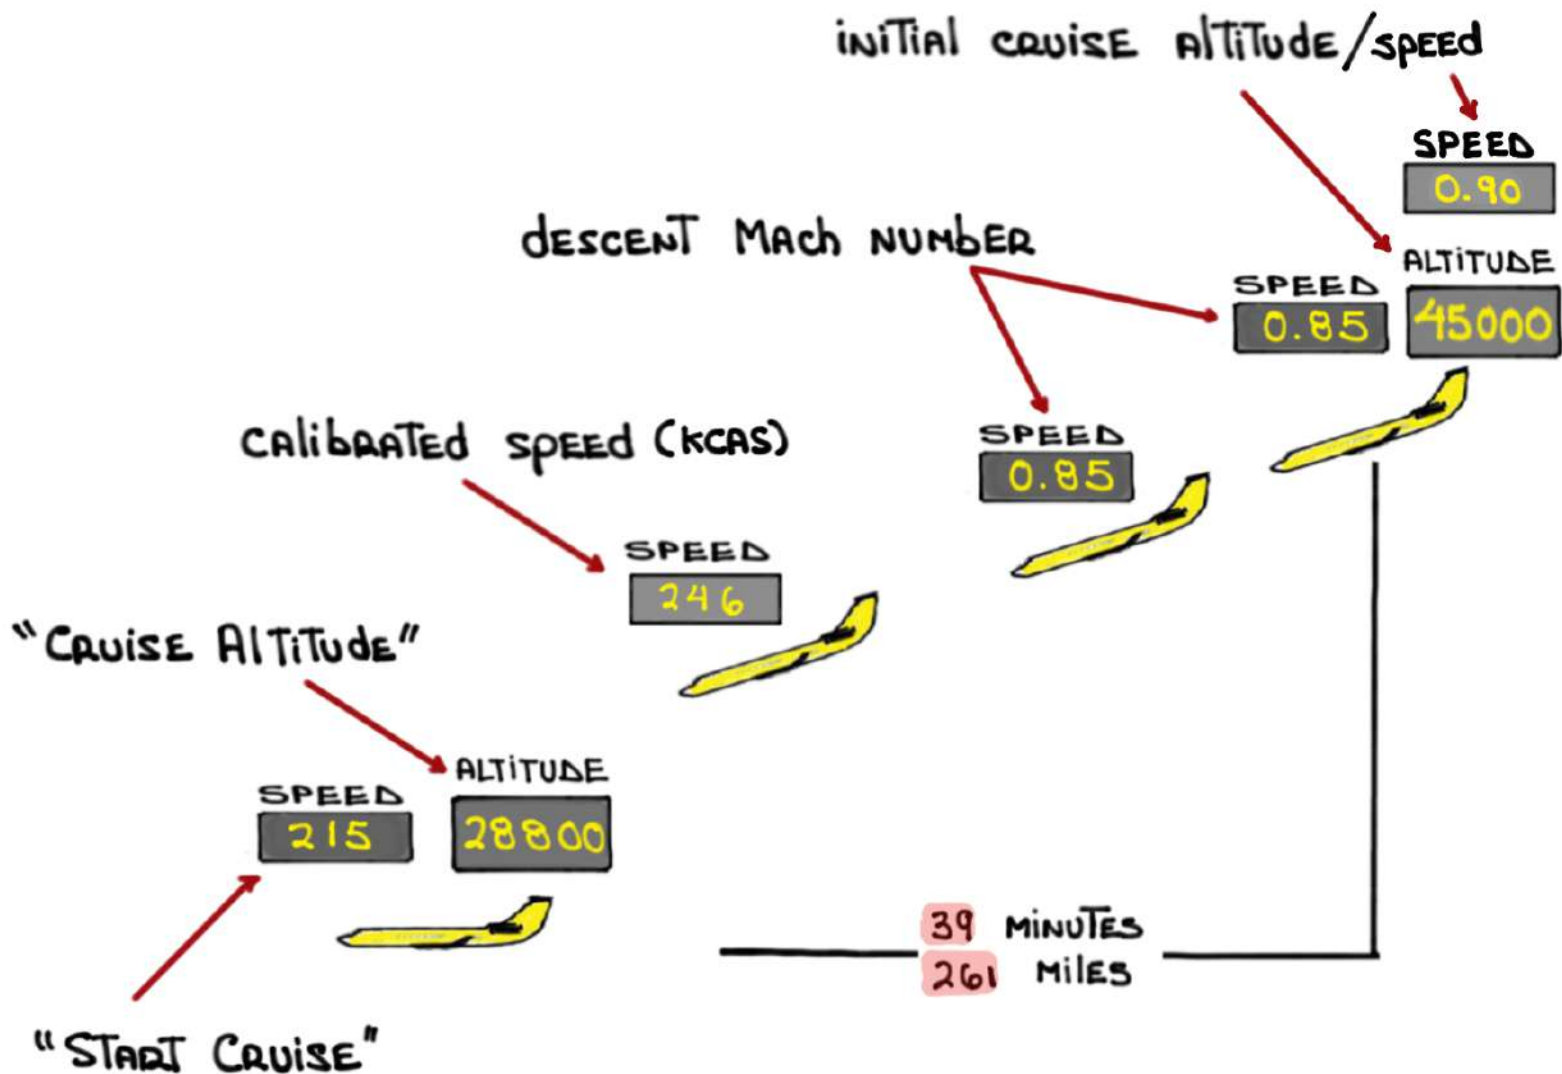 INITIAL CRUISE ALTITUDE/SPEED
SPEED
0.90
DESCENT MACH NUMBER
ALTITUDE
SPEED
0.85
45000
CALIBRATED SPEED (KCAS)
SPEED
0.85
SPEED
246
"CRUISE ALTITUDE"
ALTITUDE
SPEED
215
28800
39 MINUTES
261 MILES
"START CRUISE"